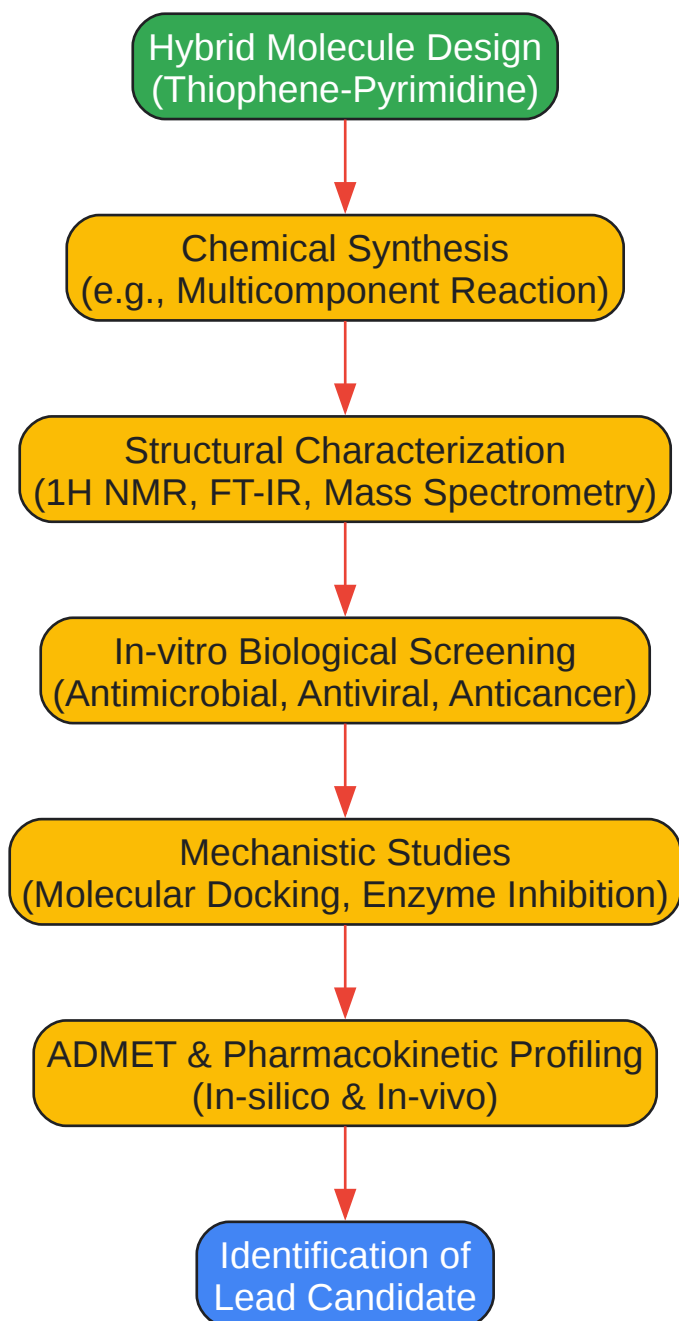 Hybrid Molecule Design
(Thiophene-Pyrimidine)
Chemical Synthesis
(e.g., Multicomponent Reaction)
Structural Characterization
(1H NMR, FT-IR, Mass Spectrometry)
In-vitro Biological Screening
(Antimicrobial, Antiviral, Anticancer)
Mechanistic Studies
(Molecular Docking, Enzyme Inhibition)
ADMET & Pharmacokinetic Profiling
(In-silico & In-vivo)
Identification of
Lead Candidate